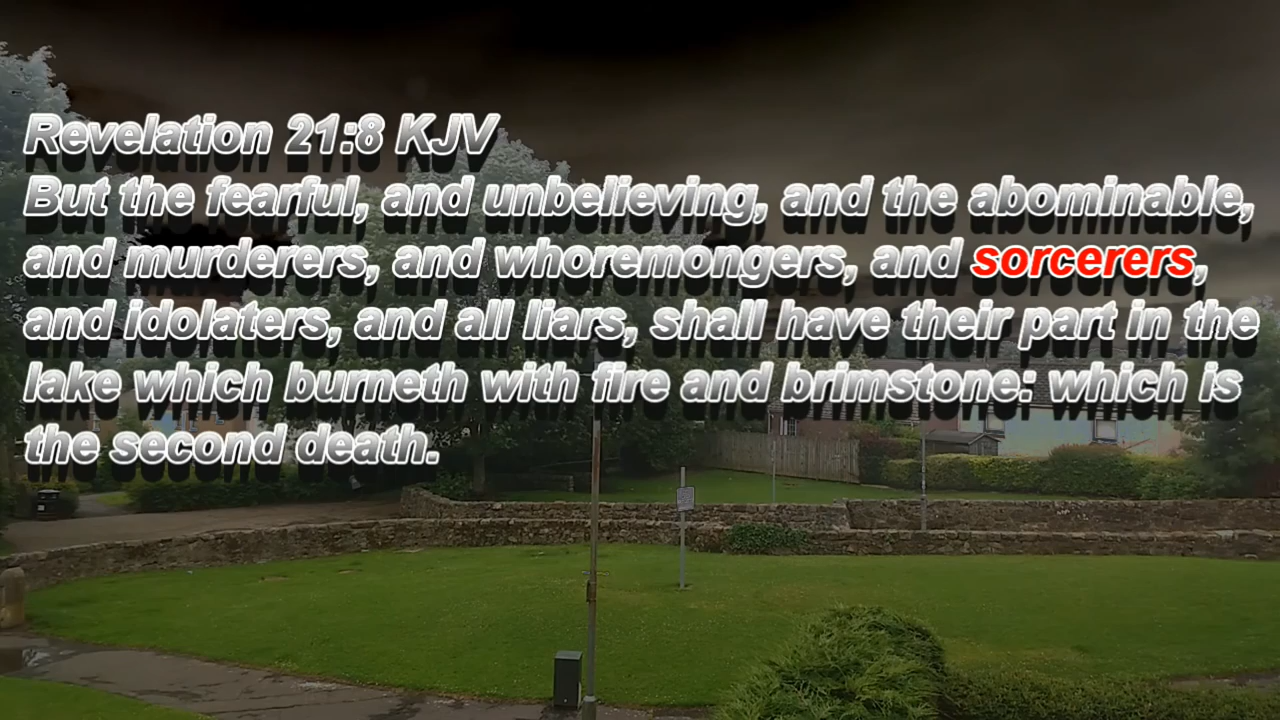 Revelation 21:8 KJV
But the fearful, and unbelieving, and the abominable,
and murderers, and whoremongers, and sorcerers,
and idolaters, and all liars, shall have their part in the
lake which burneth with fire and brimstone: which is
the second death.